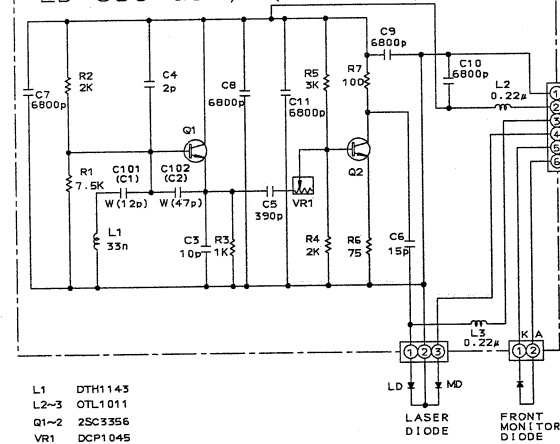 C9
6800p
C7
6800p
R2
2K
C4
2p
C8
6800p
C11
6800p
R5
3K
R7
100
C10
6800p
L2
0.22μ
1
2
3
4
5
6
Q1
Q2
R1
7.5K
C101
(C1)
W(12p)
C102
(C2)
W(47p)
C5
390p
VR1
L1
33n
C3
10p
R3
1K
R4
2K
R6
75
C6
15p
L3
0.22μ
K A
1 2 3
1 2
LD
MD
LASER
DIODE
FRONT
MONITOR
DIODE
L1 DTH1143
L2~3 OTL1011
Q1~2 2SC3356
VR1 DCP1045